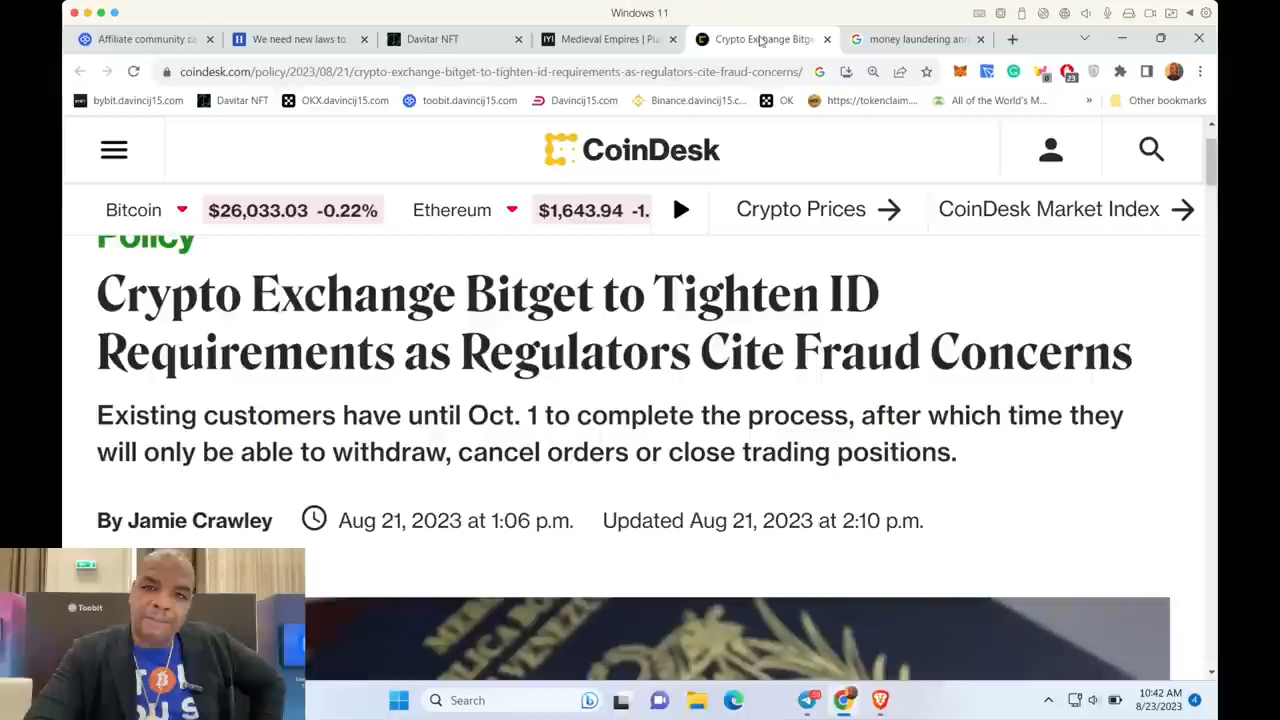 Windows 11
Affiliate community ca
We need new laws to
Davitar NFT
Medieval Empires | Pla
Crypto Exchange Bitge
money laundering ann
coindesk.com/policy/2023/08/21/crypto-exchange-bitget-to-tighten-id-requirements-as-regulators-cite-fraud-concerns/
23
bybit.davincij15.com
Davitar NFT
OKX.davincij15.com
toobit.davincij15.com
Davincij15.com
Binance.davincij15.c...
OK
https://tokenclaim....
All of the World's M...
»
Other bookmarks
CoinDesk
Bitcoin
$26,033.03 -0.22%
Ethereum
$1,643.94 -1.
Crypto Prices
CoinDesk Market Index
Policy
Crypto Exchange Bitget to Tighten ID
Requirements as Regulators Cite Fraud Concerns
Existing customers have until Oct. 1 to complete the process, after which time they
will only be able to withdraw, cancel orders or close trading positions.
By Jamie Crawley
Aug 21, 2023 at 1:06 p.m.
Updated Aug 21, 2023 at 2:10 p.m.
Toobit
Search
10:42 AM
8/23/2023
4